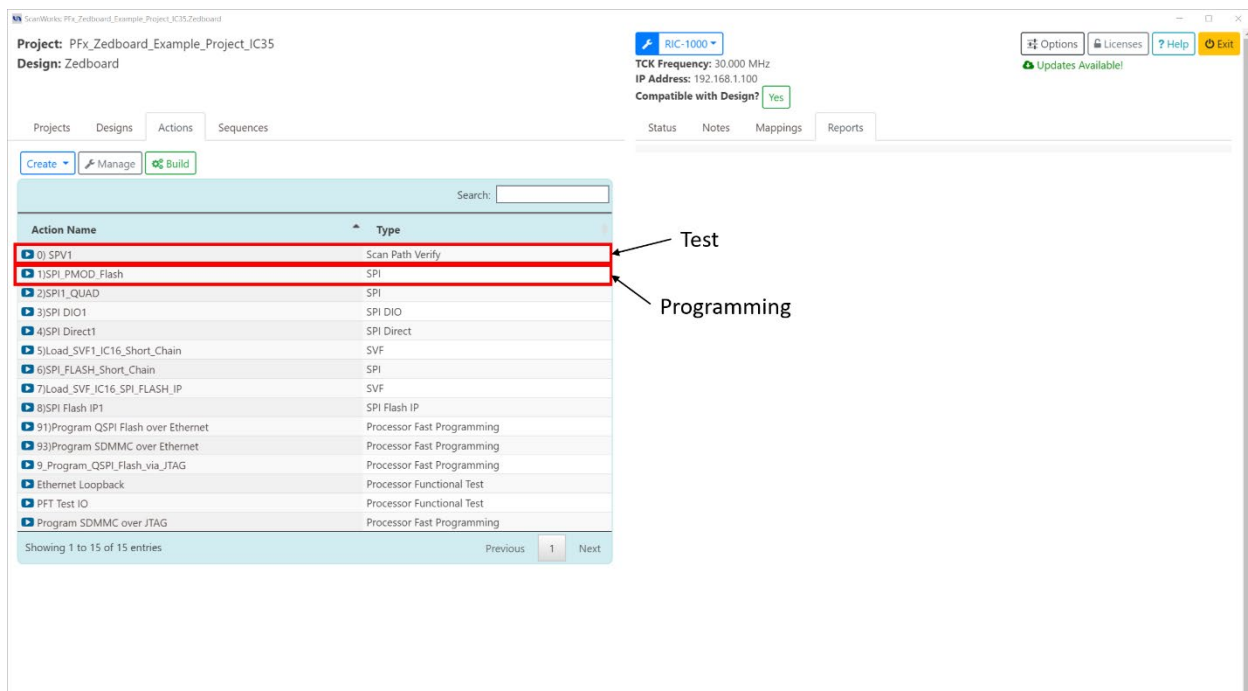 ScanWorks: PFx_Zedboard_Example_Project_IC35.Zedboard
Project: PFx_Zedboard_Example_Project_IC35
Design: Zedboard
RIC-1000
TCK Frequency: 30.000 MHz
IP Address: 192.168.1.100
Compatible with Design? Yes
Options Licenses ? Help Exit
Updates Available!
Projects Designs Actions Sequences
Status Notes Mappings Reports
Create Manage Build
Search:
Action Name Type
0) SPV1 Scan Path Verify
1)SPI_PMOD_Flash SPI
2)SPI1_QUAD SPI
3)SPI DIO1 SPI DIO
4)SPI Direct1 SPI Direct
5)Load_SVF1_IC16_Short_Chain SVF
6)SPI_FLASH_Short_Chain SPI
7)Load_SVF_IC16_SPI_FLASH_IP SVF
8)SPI Flash IP1 SPI Flash IP
91)Program QSPI Flash over Ethernet Processor Fast Programming
93)Program SDMMC over Ethernet Processor Fast Programming
9_Program_QSPI_Flash_via_JTAG Processor Fast Programming
Ethernet Loopback Processor Functional Test
PFT Test IO Processor Functional Test
Program SDMMC over JTAG Processor Fast Programming
Showing 1 to 15 of 15 entries
Previous 1 Next
Test
Programming